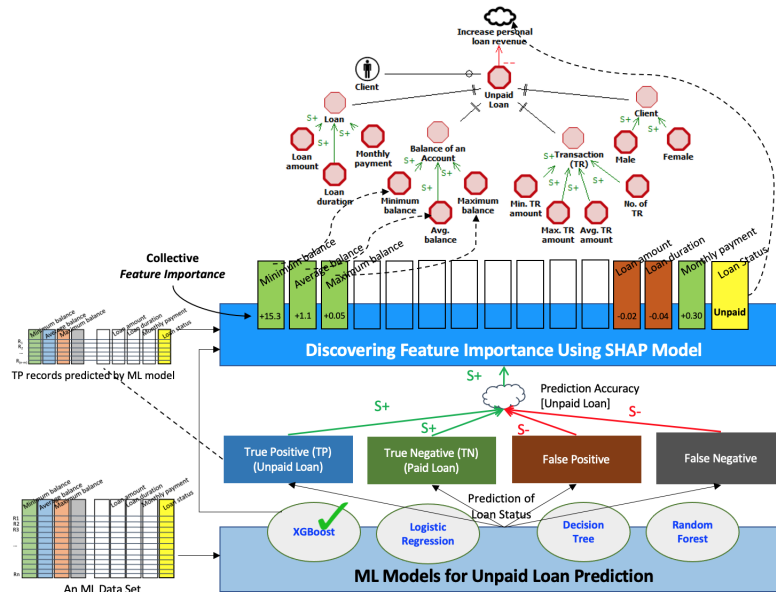 Increase personal
loan revenue
Client
Unpaid
Loan
Loan
Client
S+
S+
S+
Loan
amount
Monthly
payment
Loan
duration
Balance of an
Account
S+
S+
S+
Minimum
balance
Avg.
balance
Maximum
balance
Transaction
(TR)
S+
S+
S+
S+
Min. TR
amount
Max. TR
amount
Avg. TR
amount
No. of
TR
S+
S+
Male
Female
Collective
Feature Importance
Minimum balance
Average balance
Maximum balance
Loan amount
Loan duration
Monthly payment
Loan status
+15.3
+1.1
+0.05
-0.02
-0.04
+0.30
Unpaid
Discovering Feature Importance Using SHAP Model
Minimum balance
Average balance
Maximum balance
Loan amount
Loan duration
Monthly payment
Loan status
R1
R2
...
TP records predicted by ML model
S+
Prediction Accuracy
[Unpaid Loan]
S+
S+
S-
S-
True Positive (TP)
(Unpaid Loan)
True Negative (TN)
(Paid Loan)
False Positive
False Negative
Prediction of
Loan Status
XGBoost
Logistic
Regression
Decision
Tree
Random
Forest
ML Models for Unpaid Loan Prediction
Minimum balance
Average balance
Maximum balance
Loan amount
Loan duration
Monthly payment
Loan status
R1
R2
R3
...
Rn
An ML Data Set